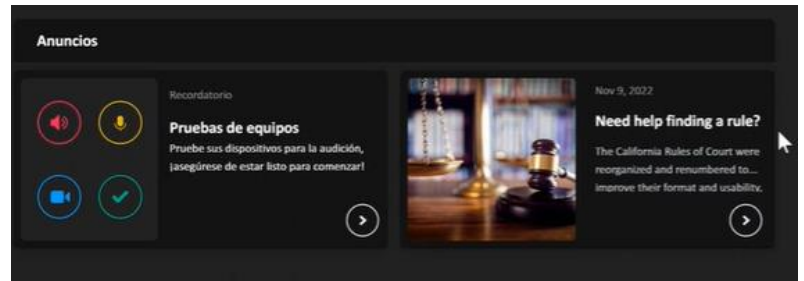 Anuncios
Recordatorio
Pruebas de equipos
Pruebe sus dispositivos para la audición,
¡asegúrese de estar listo para comenzar!
Nov 9, 2022
Need help finding a rule?
The California Rules of Court were
reorganized and renumbered to...
improve their format and usability,